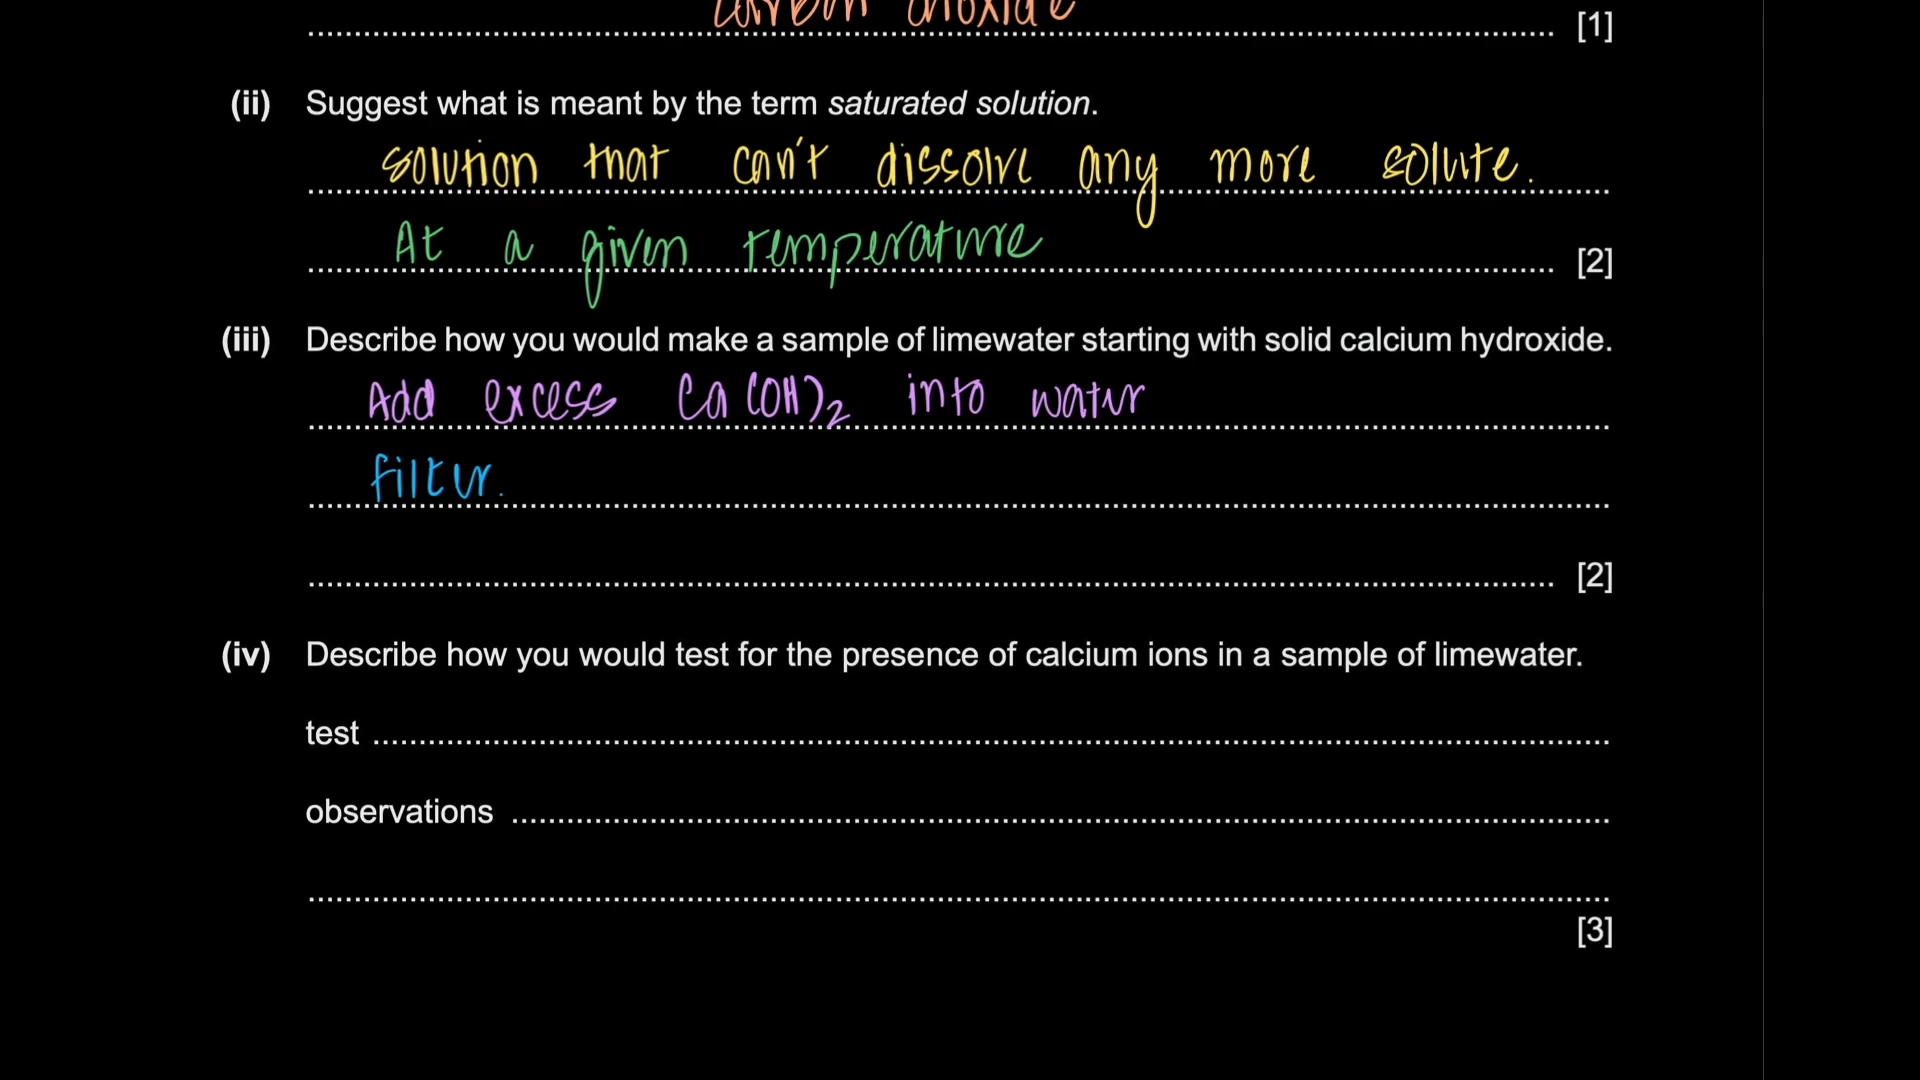 carbon dioxide
[1]
(ii) Suggest what is meant by the term saturated solution.
solution that can't dissolve any more solute.
At a given temperature
[2]
(iii) Describe how you would make a sample of limewater starting with solid calcium hydroxide.
Add excess Ca(OH)2 into water
filter.
[2]
(iv) Describe how you would test for the presence of calcium ions in a sample of limewater.
test
observations
[3]